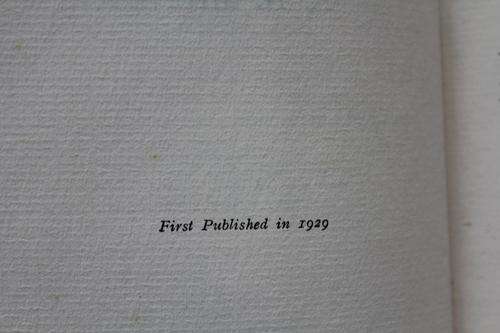 First Published in 1929